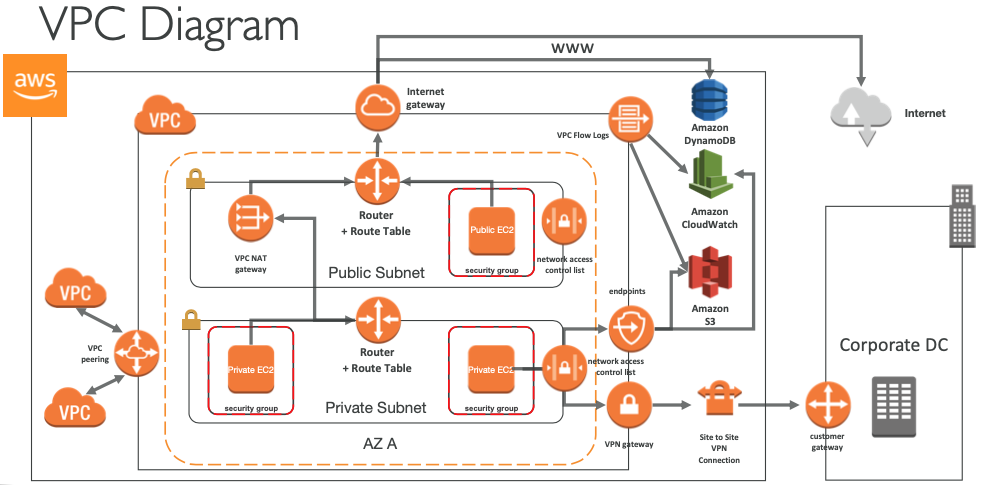 VPC Diagram
WWW
aws
Internet
gateway
Internet
VPC
VPC Flow Logs
Amazon
DynamoDB
Router
+ Route Table
Public EC2
security group
network access
control list
VPC NAT
gateway
Public Subnet
Amazon
CloudWatch
VPC
VPC
peering
VPC
Amazon
S3
endpoints
Router
+ Route Table
Private EC2
security group
Private EC2
security group
network access
control list
Private Subnet
AZ A
VPN gateway
Site to Site
VPN
Connection
customer
gateway
Corporate DC